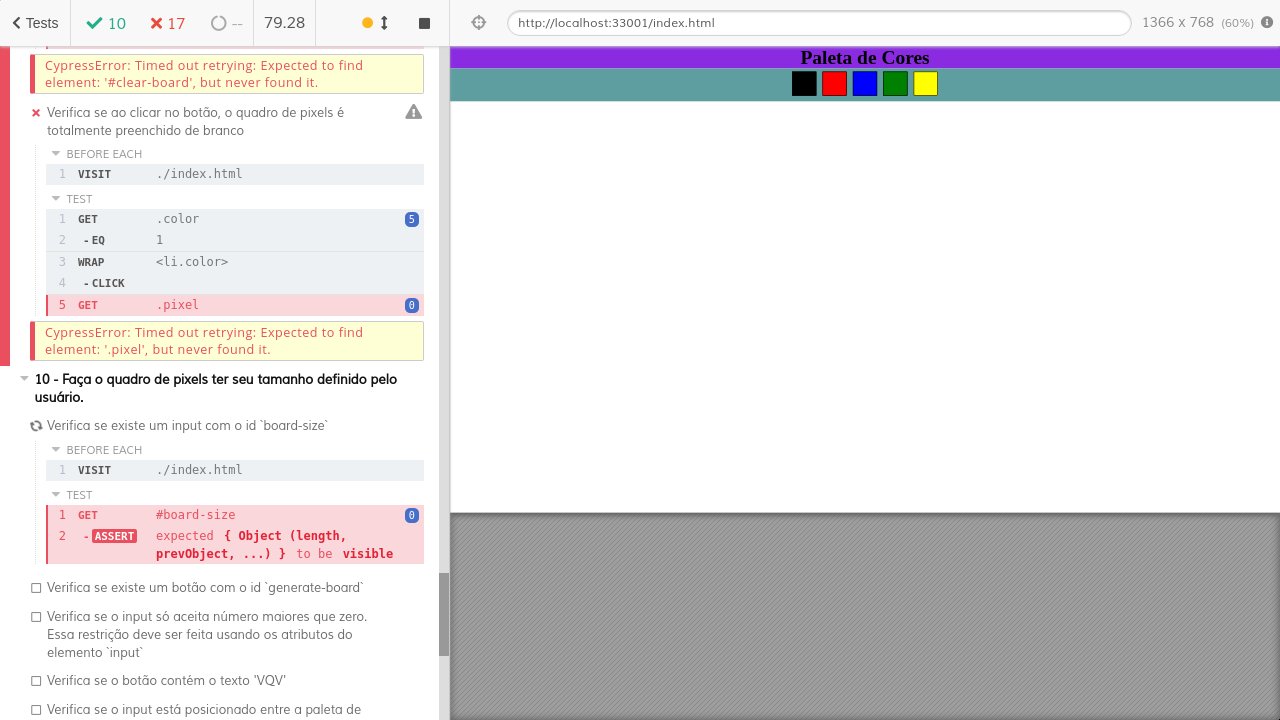 Tests
10
17
--
79.28
http://localhost:33001/index.html
1366 x 768 (60%)
CypressError: Timed out retrying: Expected to find
element: '#clear-board', but never found it.
Verifica se ao clicar no botão, o quadro de pixels é
totalmente preenchido de branco
BEFORE EACH
1 VISIT ./index.html
TEST
1 GET .color 5
2 -EQ 1
3 WRAP <li.color>
4 -CLICK
5 GET .pixel 0
CypressError: Timed out retrying: Expected to find
element: '.pixel', but never found it.
10 - Faça o quadro de pixels ter seu tamanho definido pelo
usuário.
Verifica se existe um input com o id `board-size`
BEFORE EACH
1 VISIT ./index.html
TEST
1 GET #board-size 0
2 -ASSERT expected { Object (length,
prevObject, ...) } to be visible
Verifica se existe um botão com o id `generate-board`
Verifica se o input só aceita número maiores que zero.
Essa restrição deve ser feita usando os atributos do
elemento `input`
Verifica se o botão contém o texto 'VQV'
Verifica se o input está posicionado entre a paleta de
Paleta de Cores